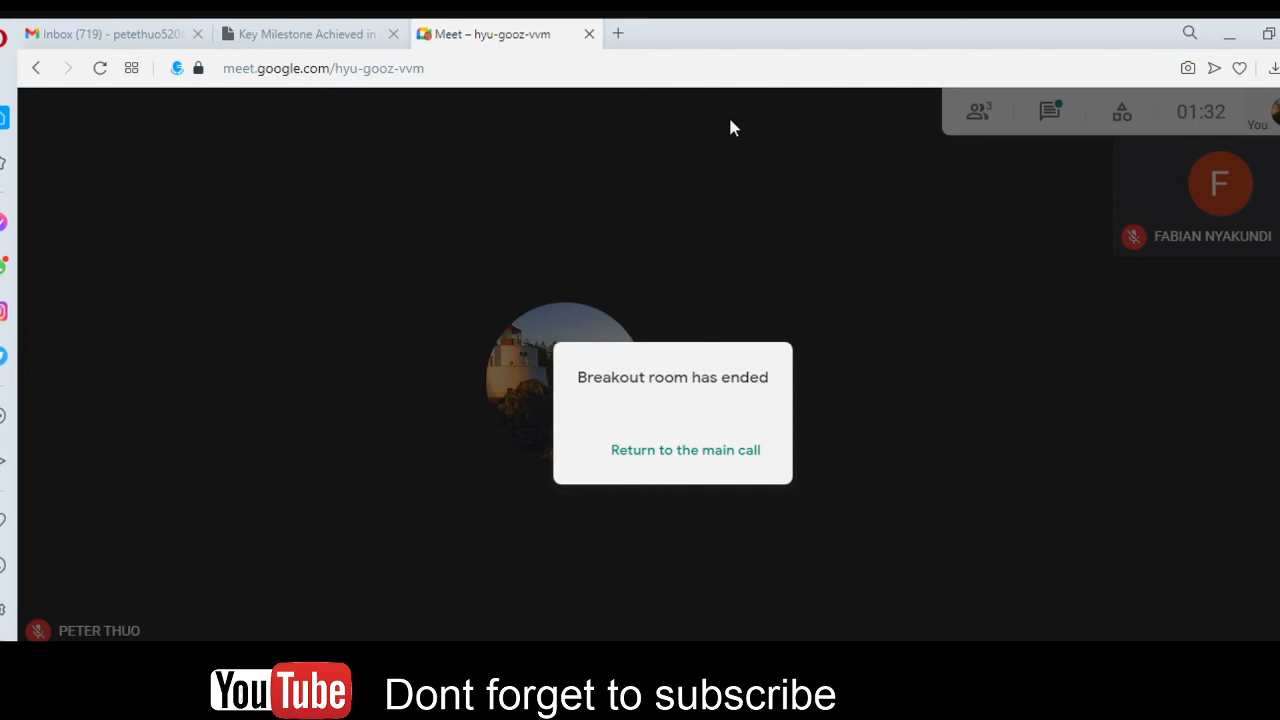 Inbox (719) - petethuo520
Key Milestone Achieved in
Meet – hyu-gooz-vvm
meet.google.com/hyu-gooz-vvm
3
01:32
You
F
FABIAN NYAKUNDI
Breakout room has ended
Return to the main call
PETER THUO
YouTube
Dont forget to subscribe